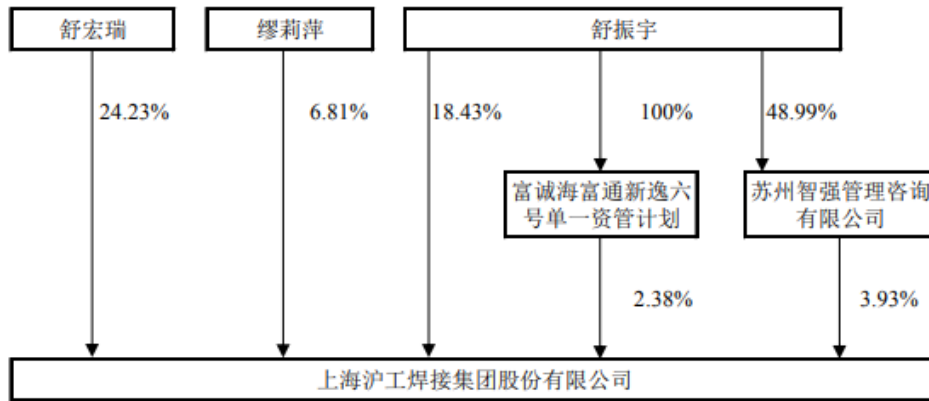 舒宏瑞
缪莉萍
舒振宇
24.23%
6.81%
18.43%
100%
48.99%
富诚海富通新逸六
号单一资管计划
苏州智强管理咨询
有限公司
2.38%
3.93%
上海沪工焊接集团股份有限公司